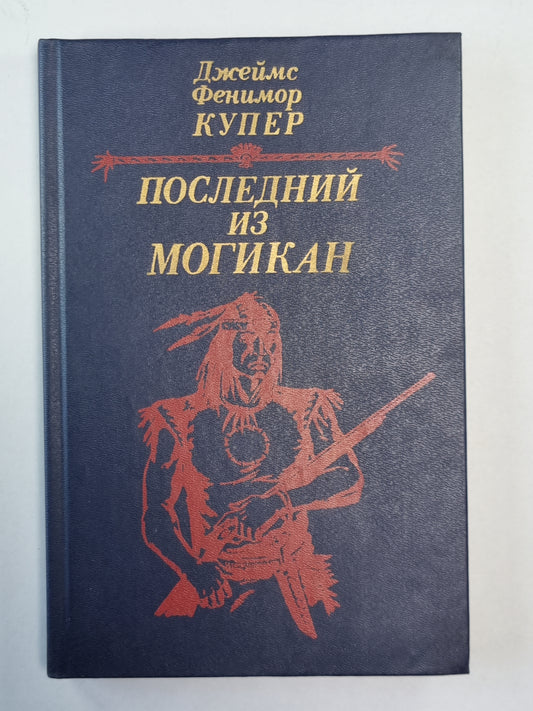 Джеймс
Фенимор
КУПЕР
ПОСЛЕДНИЙ
ИЗ
МОГИКАН